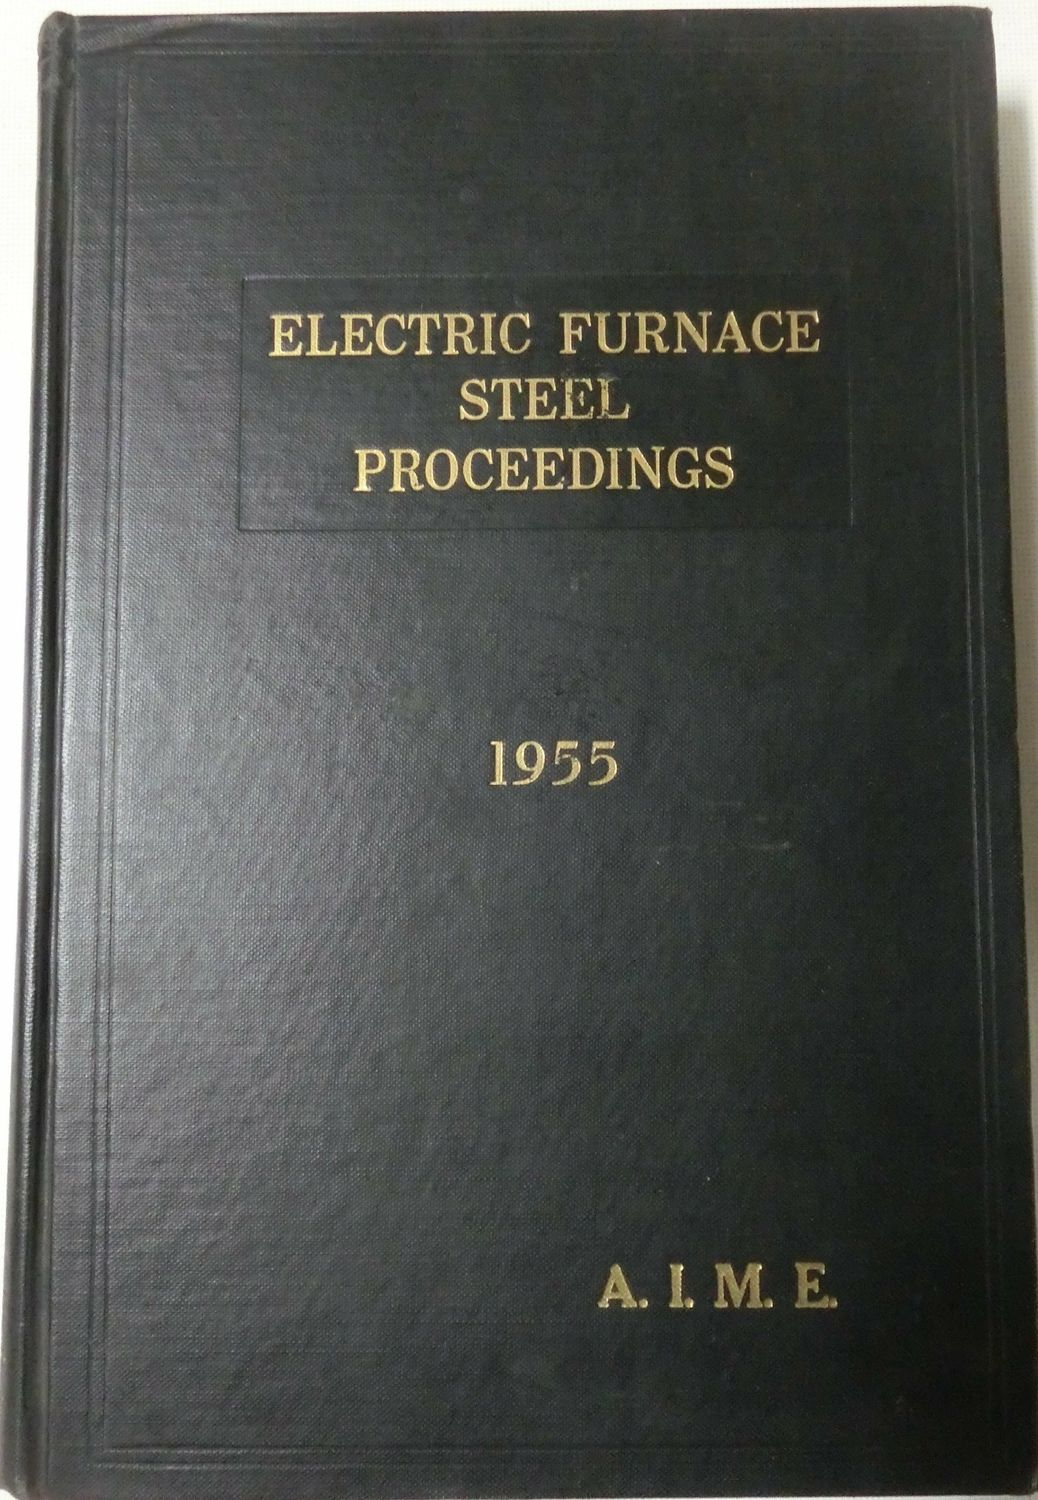 ELECTRIC FURNACE
STEEL
PROCEEDINGS
1955
A. I. M. E.